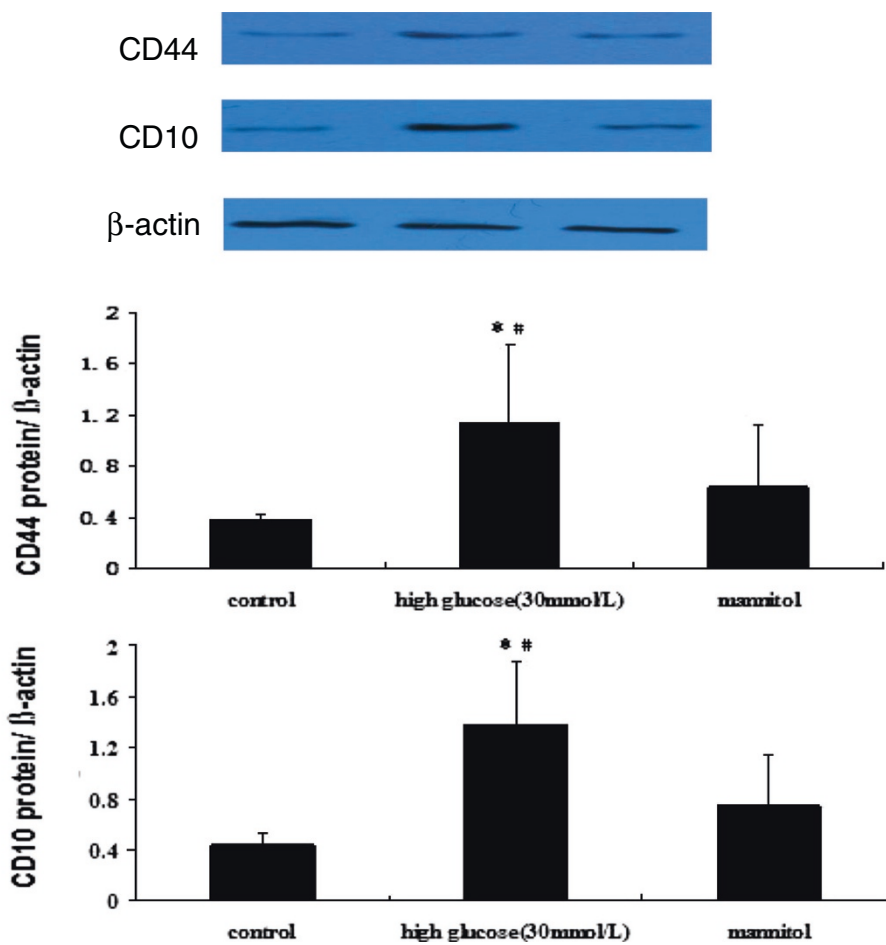 CD44
CD10
β-actin
CD44 protein/ β-actin
2
1.6
1.2
0.8
0.4
0
* #
control
high glucose(30mmol/L)
mannitol
CD10 protein/ β-actin
2
1.6
1.2
0.8
0.4
0
* #
control
high glucose(30mmol/L)
mannitol